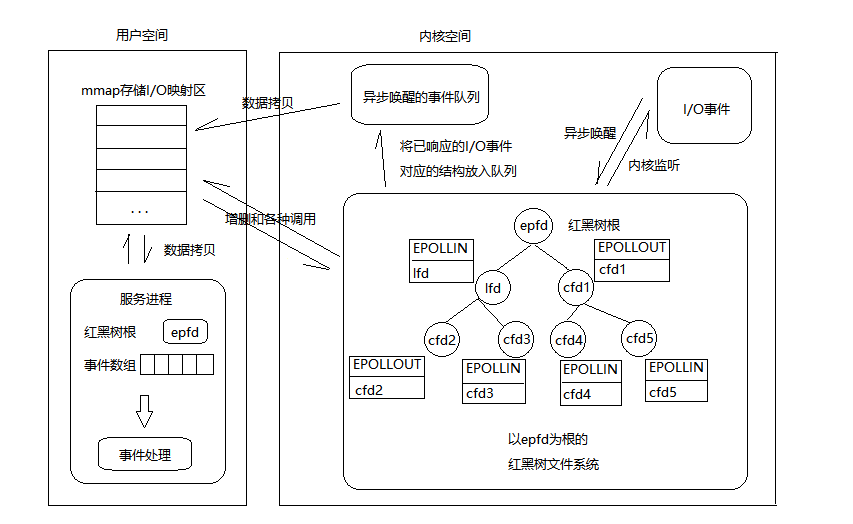 用户空间
内核空间
mmap存储I/O映射区
...
数据拷贝
异步唤醒的事件队列
I/O事件
异步唤醒
内核监听
将已响应的I/O事件
对应的结构放入队列
增删和各种调用
数据拷贝
服务进程
红黑树根
epfd
事件数组
事件处理
epfd
红黑树根
EPOLLIN
lfd
EPOLLOUT
cfd1
lfd
cfd1
cfd2
cfd3
cfd4
cfd5
EPOLLOUT
cfd2
EPOLLIN
cfd3
EPOLLIN
cfd4
EPOLLIN
cfd5
以epfd为根的
红黑树文件系统